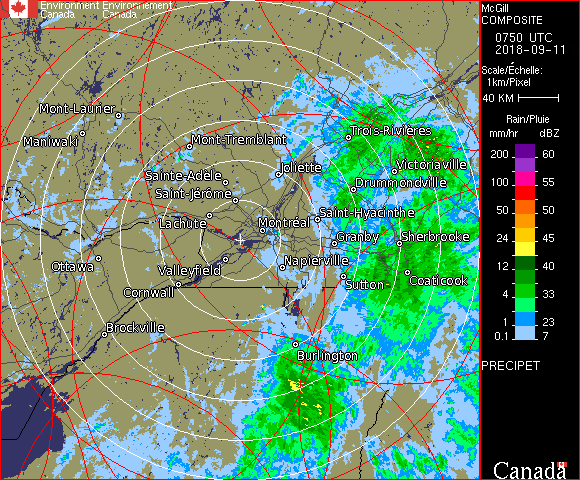 Environment Environnement
Canada Canada
McGill
COMPOSITE
0750 UTC
2018-09-11
Scale/Échelle:
1km/Pixel
40 KM
Rain/Pluie
mm/hr dBZ
200 60
100 55
50 50
24 45
12 40
4 33
1 23
0.1 7
PRECIPET
Canada
Mont-Laurier
Maniwaki
Mont-Tremblant
Trois-Rivières
Joliette
Victoriaville
Sainte-Adèle
Drummondville
Saint-Jérôme
Lachute
Saint-Hyacinthe
Montréal
Granby
Sherbrooke
Ottawa
Valleyfield
Napierville
Coaticook
Sutton
Cornwall
Brockville
Burlington